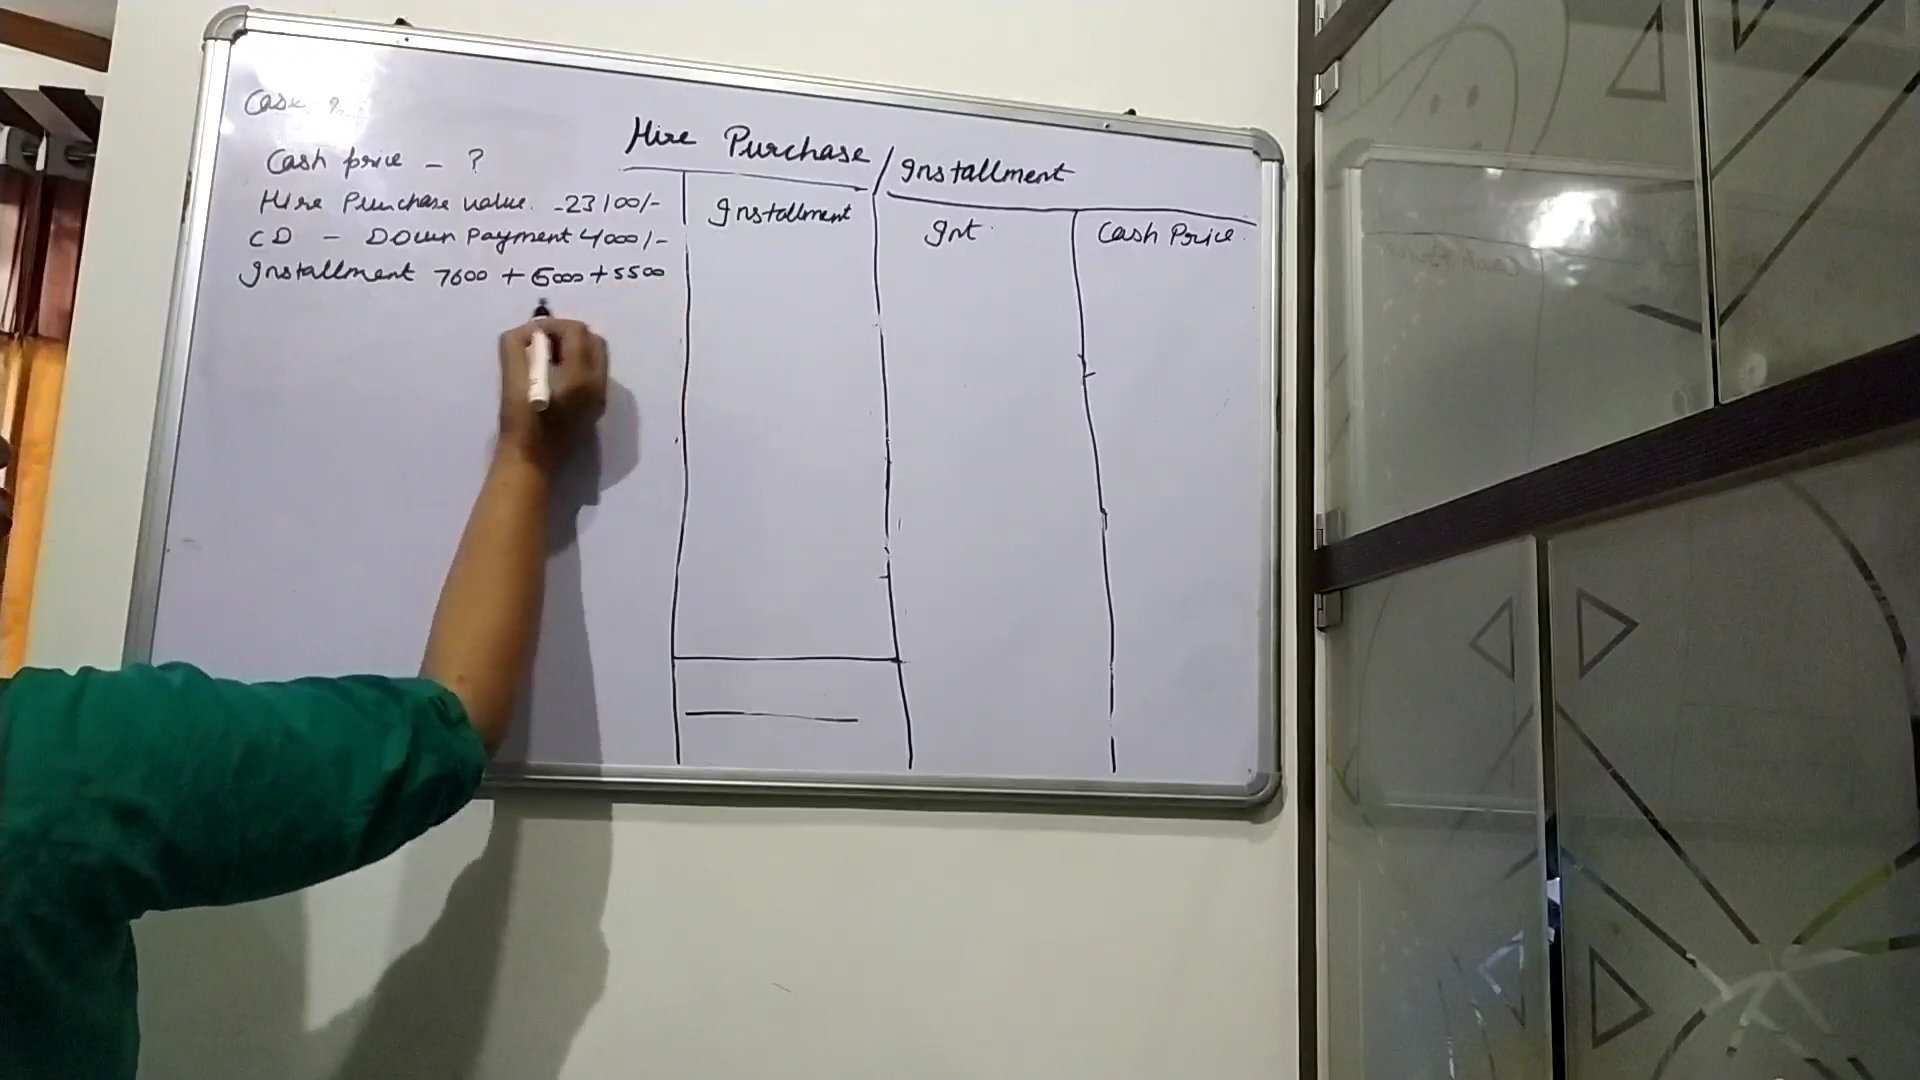 Case
Cash price - ?
Hire Purchase value. - 23100/-
CD - Down Payment 4000/-
Installment 7600 + 6000 + 5500
Hire Purchase / Installment
Installment
Int.
Cash Price.